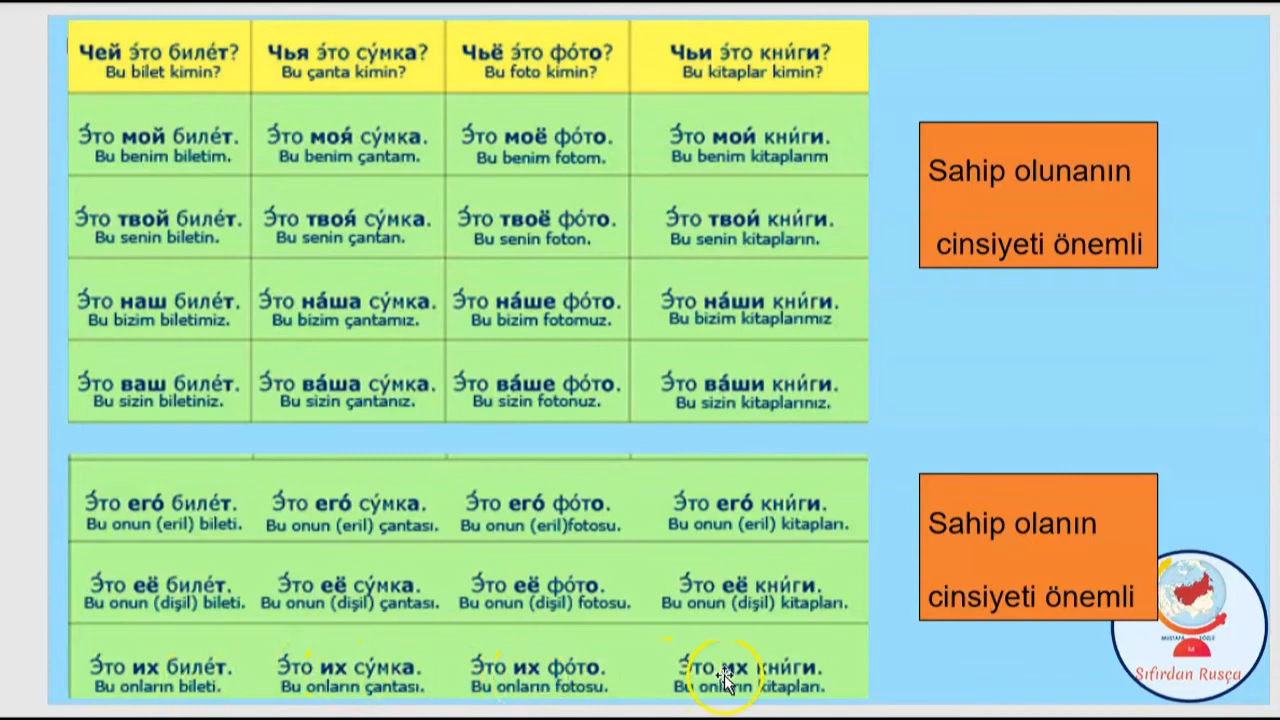 Чей э́то биле́т?
Bu bilet kimin?
Чья э́то су́мка?
Bu çanta kimin?
Чьё э́то фо́то?
Bu foto kimin?
Чьи э́то кни́ги?
Bu kitaplar kimin?
Э́то мой биле́т.
Bu benim biletim.
Э́то моя́ су́мка.
Bu benim çantam.
Э́то моё фо́то.
Bu benim fotom.
Э́то мои́ кни́ги.
Bu benim kitaplarım
Э́то твой биле́т.
Bu senin biletin.
Э́то твоя́ су́мка.
Bu senin çantan.
Э́то твоё фо́то.
Bu senin foton.
Э́то твои́ кни́ги.
Bu senin kitapların.
Э́то наш биле́т.
Bu bizim biletimiz.
Э́то на́ша су́мка.
Bu bizim çantamız.
Э́то на́ше фо́то.
Bu bizim fotomuz.
Э́то на́ши кни́ги.
Bu bizim kitaplarımız
Э́то ваш биле́т.
Bu sizin biletiniz.
Э́то ва́ша су́мка.
Bu sizin çantanız.
Э́то ва́ше фо́то.
Bu sizin fotonuz.
Э́то ва́ши кни́ги.
Bu sizin kitaplarınız.
Sahip olunanın
cinsiyeti önemli
Э́то его́ биле́т.
Bu onun (eril) bileti.
Э́то его́ су́мка.
Bu onun (eril) çantası.
Э́то его́ фо́то.
Bu onun (eril)fotosu.
Э́то его́ кни́ги.
Bu onun (eril) kitapları.
Э́то её биле́т.
Bu onun (dişil) bileti.
Э́то её су́мка.
Bu onun (dişil) çantası.
Э́то её фо́то.
Bu onun (dişil) fotosu.
Э́то её кни́ги.
Bu onun (dişil) kitapları.
Э́то их биле́т.
Bu onların bileti.
Э́то их су́мка.
Bu onların çantası.
Э́то их фо́то.
Bu onların fotosu.
Э́то их кни́ги.
Bu onların kitapları.
Sahip olanın
cinsiyeti önemli
Sıfırdan Rusça